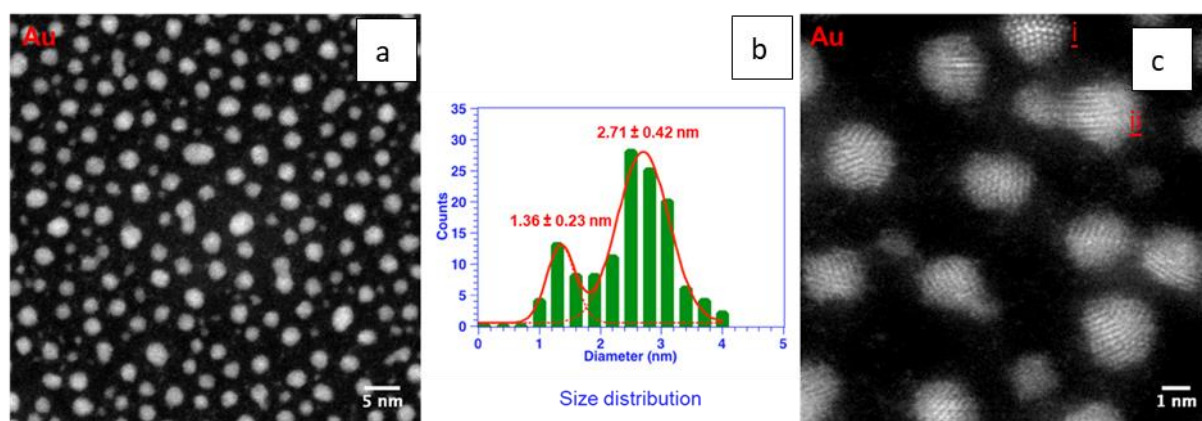 Au
a
5 nm
b
35
30
25
20
15
10
5
0
Counts
2.71 ± 0.42 nm
1.36 ± 0.23 nm
0 1 2 3 4 5
Diameter (nm)
Size distribution
Au
i
c
ii
1 nm